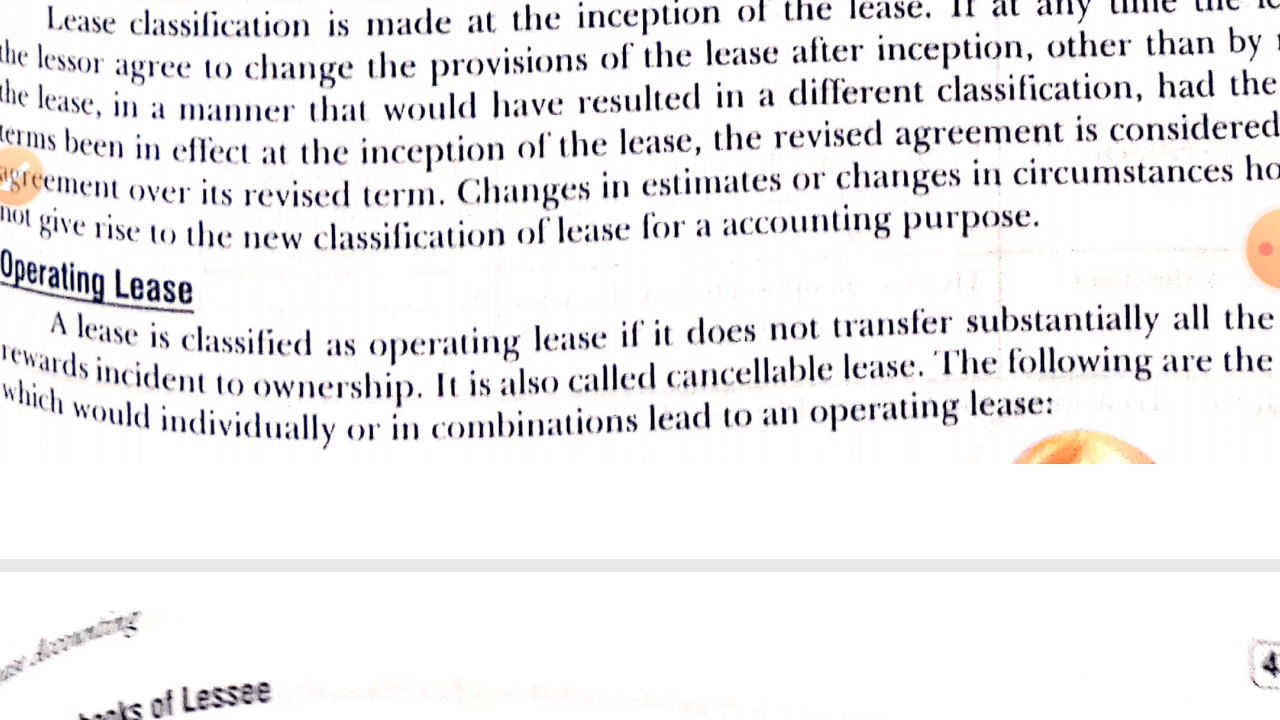 Lease classification is made at the inception of the lease. If at any time the
the lessor agree to change the provisions of the lease after inception, other than by
the lease, in a manner that would have resulted in a different classification, had the
terms been in effect at the inception of the lease, the revised agreement is considered
agreement over its revised term. Changes in estimates or changes in circumstances
not give rise to the new classification of lease for a accounting purpose.
Operating Lease
A lease is classified as operating lease if it does not transfer substantially all the
rewards incident to ownership. It is also called cancellable lease. The following are the
which would individually or in combinations lead to an operating lease:
Accounting
4
of Lessee